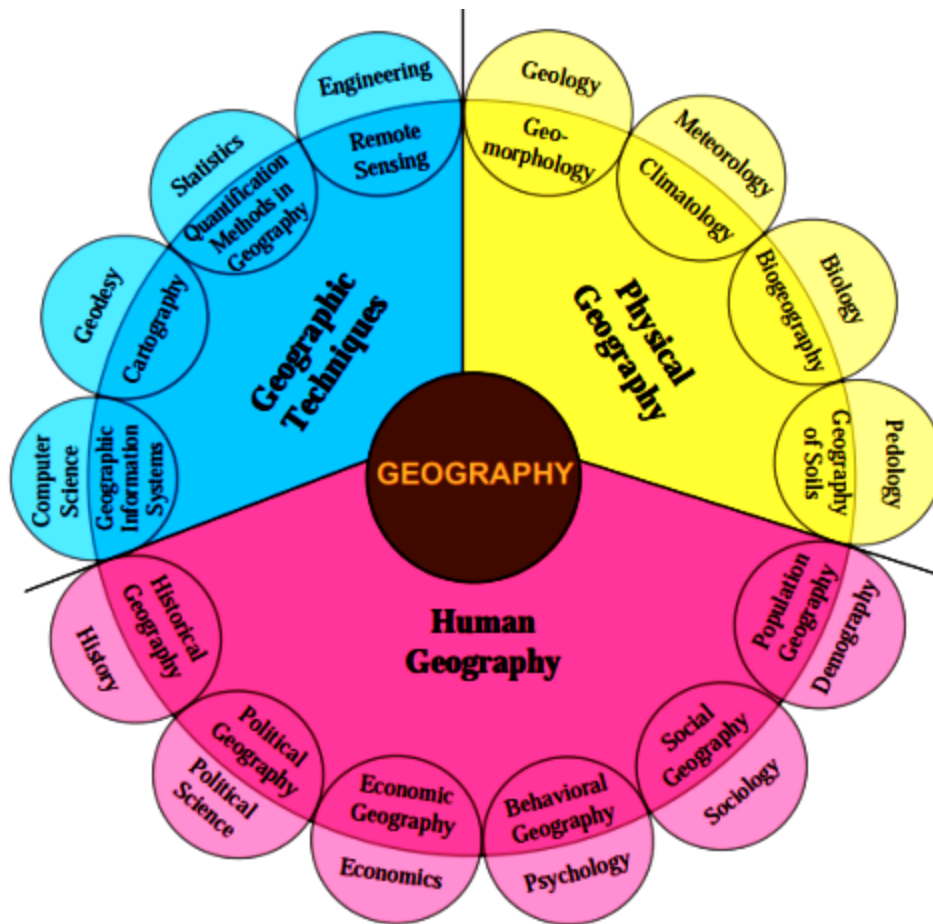 Engineering
Remote
Sensing
Statistics
Quantification
Methods in
Geography
Geodesy
Cartography
Computer
Science
Geographic
Information
Systems
Geographic
Techniques
Geology
Geo-
morphology
Meteorology
Climatology
Biology
Biogeography
Pedology
Geography
of Soils
Physical
Geography
GEOGRAPHY
Human
Geography
Population
Geography
Demography
Social
Geography
Sociology
Behavioral
Geography
Psychology
Economic
Geography
Economics
Political
Geography
Political
Science
Historical
Geography
History